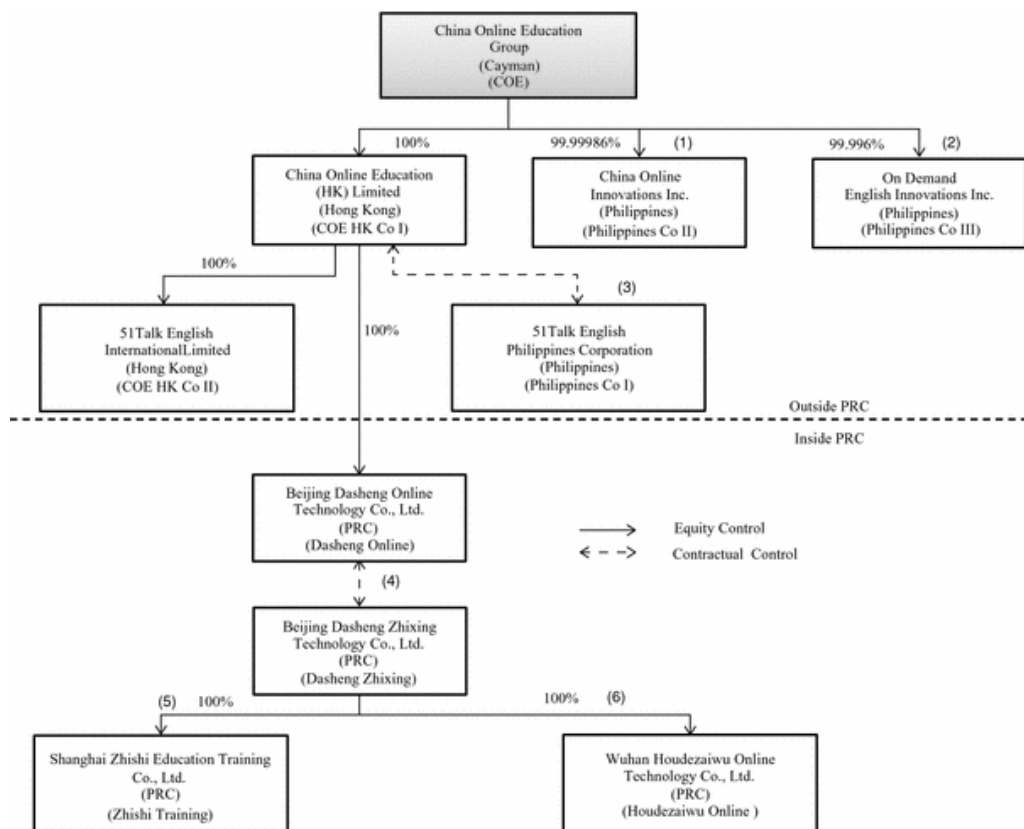 China Online Education
Group
(Cayman)
(COE)
100%
99.99986%
(1)
99.996%
(2)
China Online Education
(HK) Limited
(Hong Kong)
(COE HK Co I)
China Online
Innovations Inc.
(Philippines)
(Philippines Co II)
On Demand
English Innovations Inc.
(Philippines)
(Philippines Co III)
100%
(3)
51Talk English
InternationalLimited
(Hong Kong)
(COE HK Co II)
100%
51Talk English
Philippines Corporation
(Philippines)
(Philippines Co I)
Outside PRC
Inside PRC
Beijing Dasheng Online
Technology Co., Ltd.
(PRC)
(Dasheng Online)
Equity Control
Contractual Control
(4)
Beijing Dasheng Zhixing
Technology Co., Ltd.
(PRC)
(Dasheng Zhixing)
(5)
100%
100%
(6)
Shanghai Zhishi Education Training
Co., Ltd.
(PRC)
(Zhishi Training)
Wuhan Houdezaiwu Online
Technology Co., Ltd.
(PRC)
(Houdezaiwu Online )